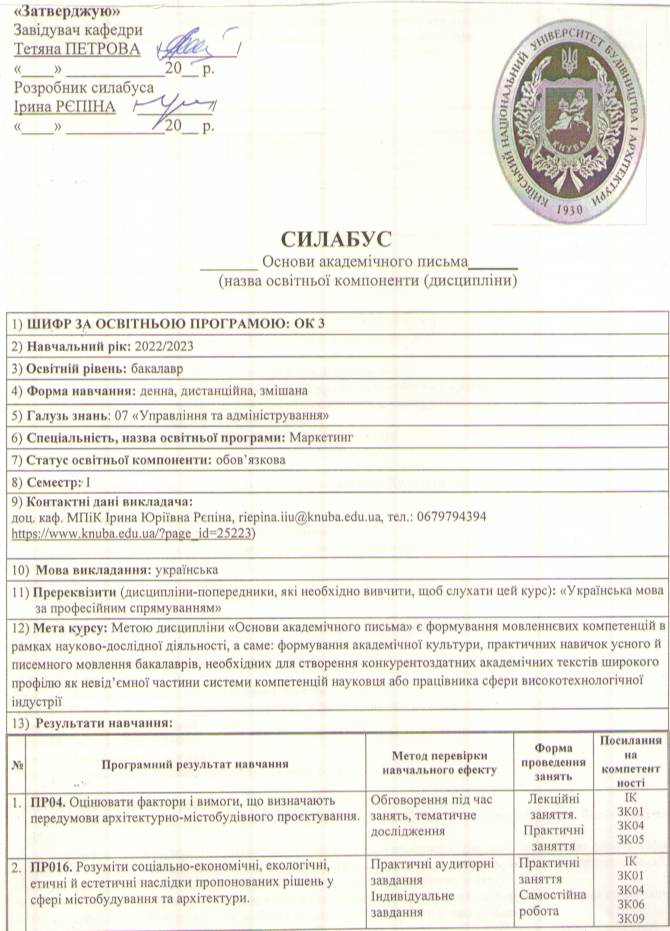 «Затверджую»
Завідувач кафедри
Тетяна ПЕТРОВА /
«____» ____________20__ р.
Розробник силабуса
Ірина РЄПІНА /
«____» ____________20__ р.
КИЇВСЬКИЙ НАЦІОНАЛЬНИЙ УНІВЕРСИТЕТ БУДІВНИЦТВА І АРХІТЕКТУРИ
КНУБА
1930
СИЛАБУС
_______ Основи академічного письма______
(назва освітньої компоненти (дисципліни)
1) ШИФР ЗА ОСВІТНЬОЮ ПРОГРАМОЮ: ОК 3
2) Навчальний рік: 2022/2023
3) Освітній рівень: бакалавр
4) Форма навчання: денна, дистанційна, змішана
5) Галузь знань: 07 «Управління та адміністрування»
6) Спеціальність, назва освітньої програми: Маркетинг
7) Статус освітньої компоненти: обов’язкова
8) Семестр: І
9) Контактні дані викладача:
доц. каф. МПіК Ірина Юріївна Рєпіна, riepina.iiu@knuba.edu.ua, тел.: 0679794394
https://www.knuba.edu.ua/?page_id=25223)
10) Мова викладання: українська
11) Пререквізити (дисципліни-попередники, які необхідно вивчити, щоб слухати цей курс): «Українська мова
за професійним спрямуванням»
12) Мета курсу: Метою дисципліни «Основи академічного письма» є формування мовленнєвих компетенцій в
рамках науково-дослідної діяльності, а саме: формування академічної культури, практичних навичок усного й
писемного мовлення бакалаврів, необхідних для створення конкурентоздатних академічних текстів широкого
профілю як невід’ємної частини системи компетенцій науковця або працівника сфери високотехнологічної
індустрії
13) Результати навчання:
№
Програмний результат навчання
Метод перевірки
навчального ефекту
Форма
проведення
занять
Посилання
на
компетент
ності
1. ПР04. Оцінювати фактори і вимоги, що визначають
передумови архітектурно-містобудівного проєктування.
Обговорення під час
занять, тематичне
дослідження
Лекційні
заняття.
Практичні
заняття
ІК
ЗК01
ЗК04
ЗК05
2. ПР016. Розуміти соціально-економічні, екологічні,
етичні й естетичні наслідки пропонованих рішень у
сфері містобудування та архітектури.
Практичні аудиторні
завдання
Індивідуальне
завдання
Практичні
заняття
Самостійна
робота
ІК
ЗК01
ЗК04
ЗК06
ЗК09